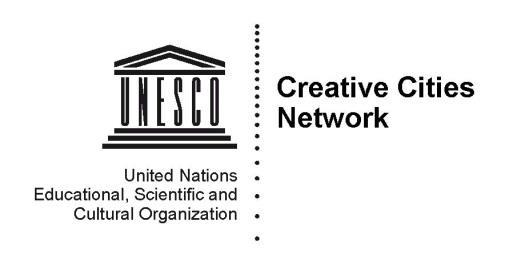 UNESCO
United Nations
Educational, Scientific and
Cultural Organization
Creative Cities
Network